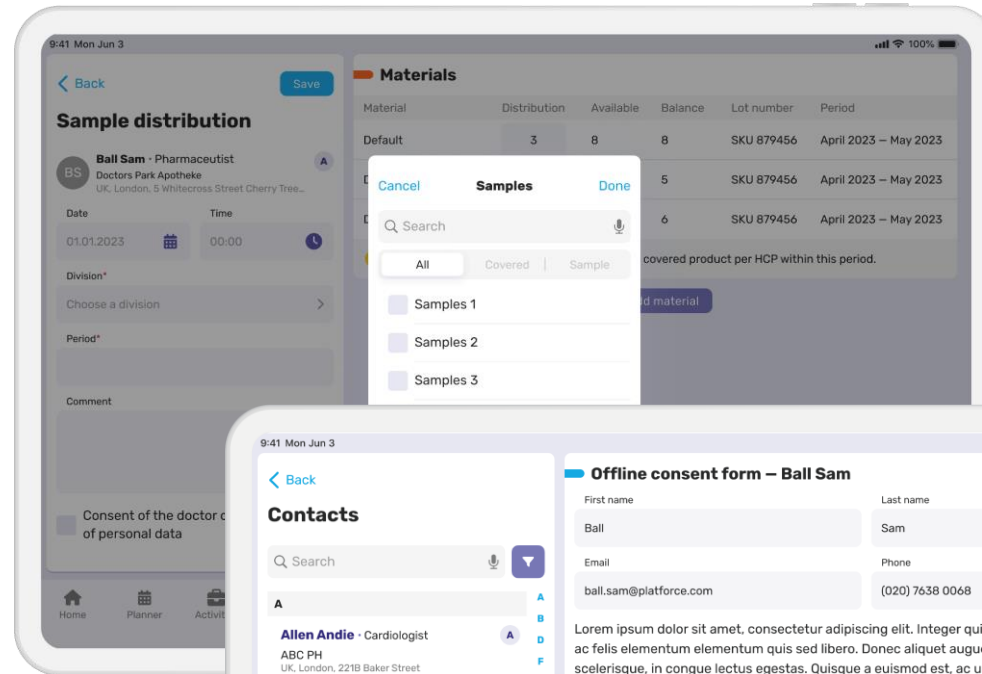 9:41 Mon Jun 3
100%
Back
Save
Sample distribution
BS
Ball Sam · Pharmaceutist
A
Doctors Park Apotheke
UK, London, 5 Whitecross Street Cherry Tree...
Date
Time
01.01.2023
00:00
Division*
Choose a division
Period*
Comment
Consent of the doctor
of personal data
Home
Planner
Materials
Material
Distribution
Available
Balance
Lot number
Period
Default
3
8
8
SKU 879456
April 2023 — May 2023
5
SKU 879456
April 2023 — May 2023
6
SKU 879456
April 2023 — May 2023
covered product per HCP within this period.
material
Cancel
Samples
Done
Search
All
Covered
Sample
Samples 1
Samples 2
Samples 3
9:41 Mon Jun 3
Back
Contacts
Search
A
Allen Andie · Cardiologist
A
ABC PH
UK, London, 221B Baker Street
A
B
D
F
Offline consent form — Ball Sam
First name
Last name
Ball
Sam
Email
Phone
ball.sam@platforce.com
(020) 7638 0068
Lorem ipsum dolor sit amet, consectetur adipiscing elit. Integer qui
ac felis elementum elementum quis sed libero. Donec aliquet augue
scelerisque, in congue lectus egestas. Quisque a euismod est, ac u